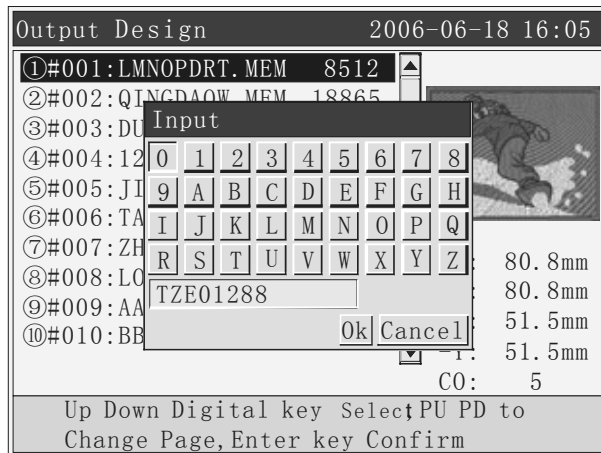 Output Design 2006-06-18 16:05
①#001:LMNOPDRT.MEM 8512
②#002:QINGDAOW.MEM 18865
③#003:DU
④#004:12
⑤#005:JI
⑥#006:TA
⑦#007:ZH
⑧#008:LO
⑨#009:AA
⑩#010:BB
Input
0 1 2 3 4 5 6 7 8
9 A B C D E F G H
I J K L M N O P Q
R S T U V W X Y Z
TZE01288
Ok Cancel
: 80.8mm
: 80.8mm
: 51.5mm
-Y: 51.5mm
CO: 5
Up Down Digital key Select;PU PD to
Change Page,Enter key Confirm